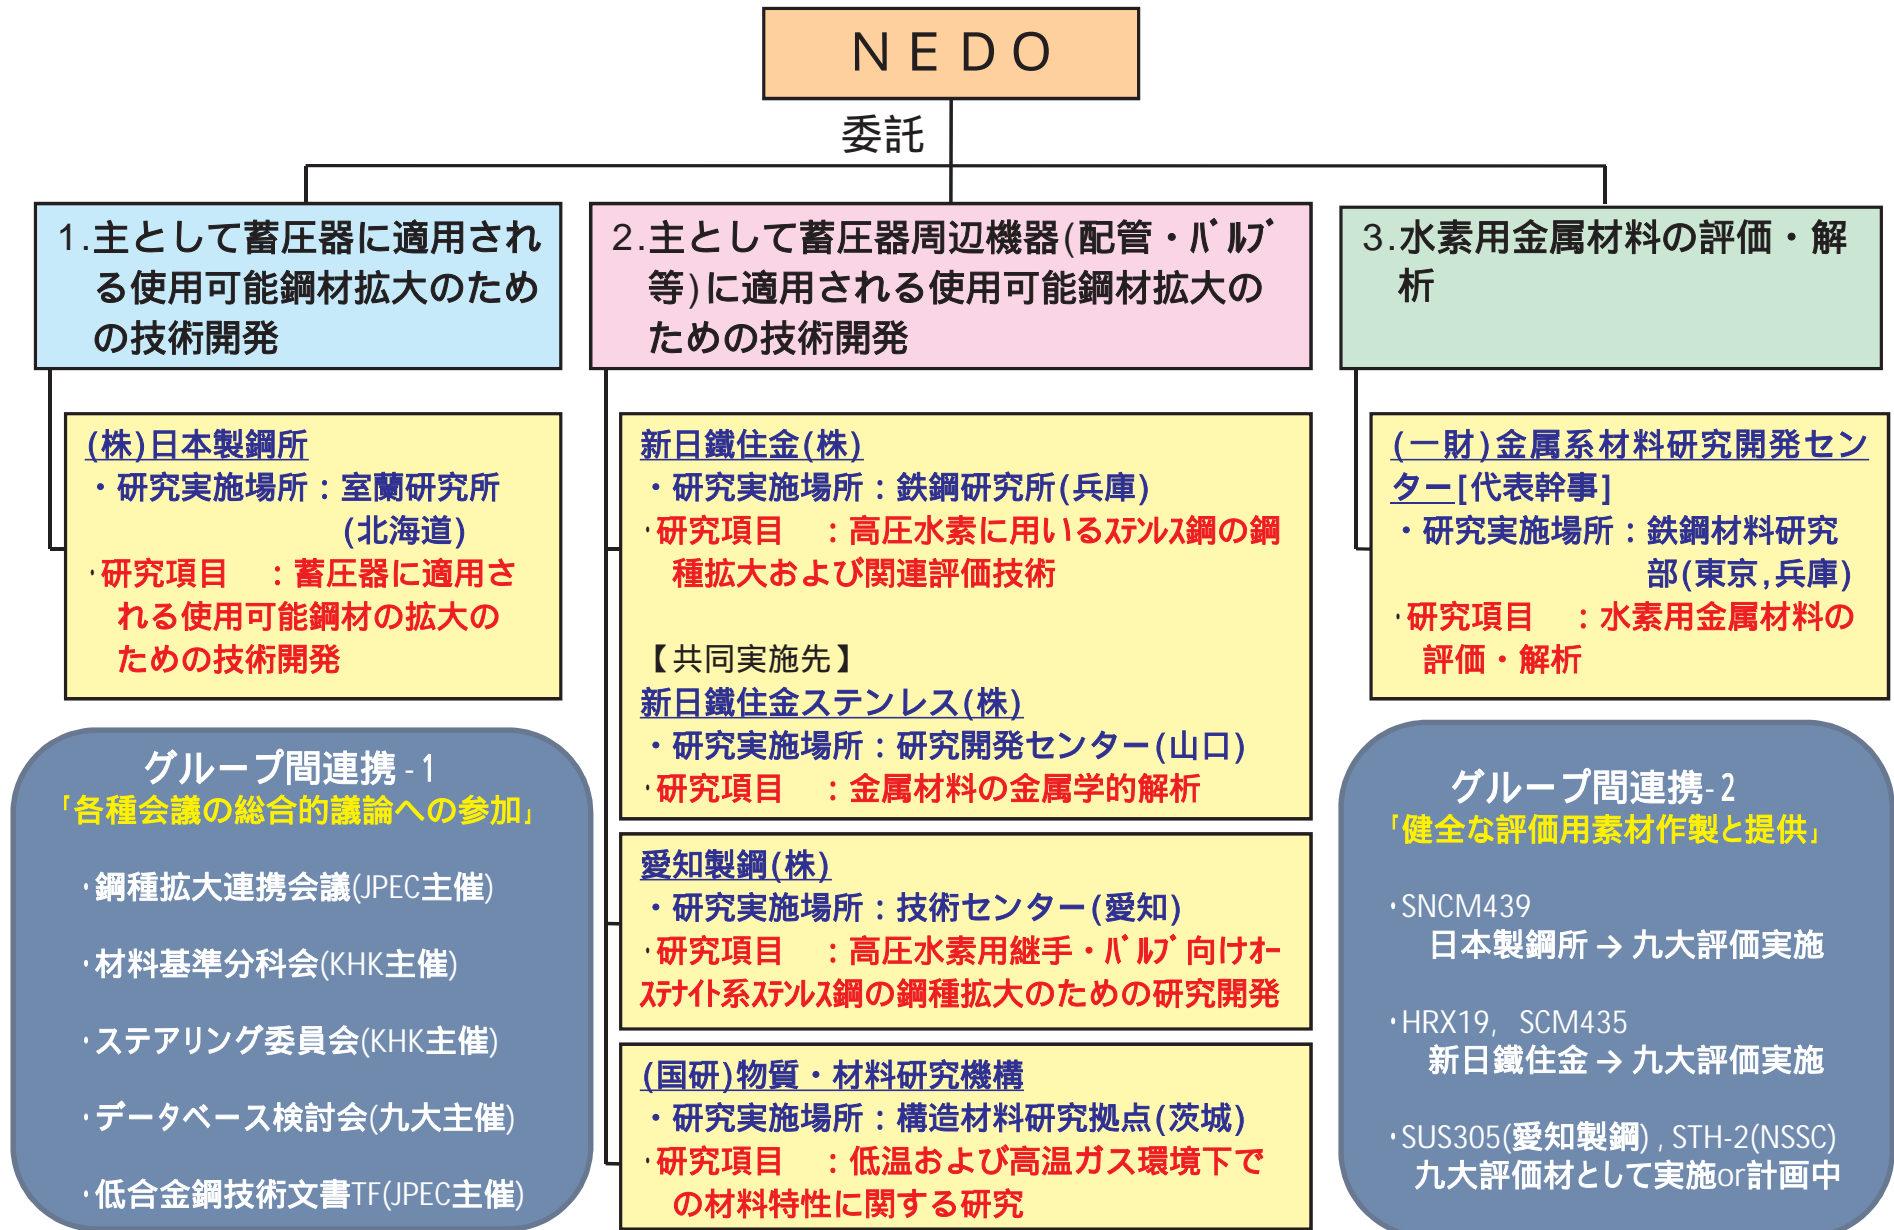 NEDO
委託
1.主として蓄圧器に適用され
る使用可能鋼材拡大のため
の技術開発
2.主として蓄圧器周辺機器(配管・バルブ
等)に適用される使用可能鋼材拡大の
ための技術開発
3.水素用金属材料の評価・解
析
(株)日本製鋼所
・研究実施場所：室蘭研究所
(北海道)
・研究項目　：蓄圧器に適用さ
れる使用可能鋼材の拡大の
ための技術開発
新日鐵住金(株)
・研究実施場所：鉄鋼研究所(兵庫)
・研究項目　：高圧水素に用いるステンレス鋼の鋼
種拡大および関連評価技術
【共同実施先】
新日鐵住金ステンレス(株)
・研究実施場所：研究開発センター(山口)
・研究項目　：金属材料の金属学的解析
愛知製鋼(株)
・研究実施場所：技術センター(愛知)
・研究項目　：高圧水素用継手・バルブ向けオー
ステナイト系ステンレス鋼の鋼種拡大のための研究開発
(国研)物質・材料研究機構
・研究実施場所：構造材料研究拠点(茨城)
・研究項目　：低温および高温ガス環境下で
の材料特性に関する研究
(一財)金属系材料研究開発セン
ター[代表幹事]
・研究実施場所：鉄鋼材料研究
部(東京,兵庫)
・研究項目　：水素用金属材料の
評価・解析
グループ間連携-1
「各種会議の総合的議論への参加」
・鋼種拡大連携会議(JPEC主催)
・材料基準分科会(KHK主催)
・ステアリング委員会(KHK主催)
・データベース検討会(九大主催)
・低合金鋼技術文書TF(JPEC主催)
グループ間連携-2
「健全な評価用素材作製と提供」
・SNCM439
日本製鋼所→九大評価実施
・HRX19, SCM435
新日鐵住金→九大評価実施
・SUS305(愛知製鋼),STH-2(NSSC)
九大評価材として実施or計画中